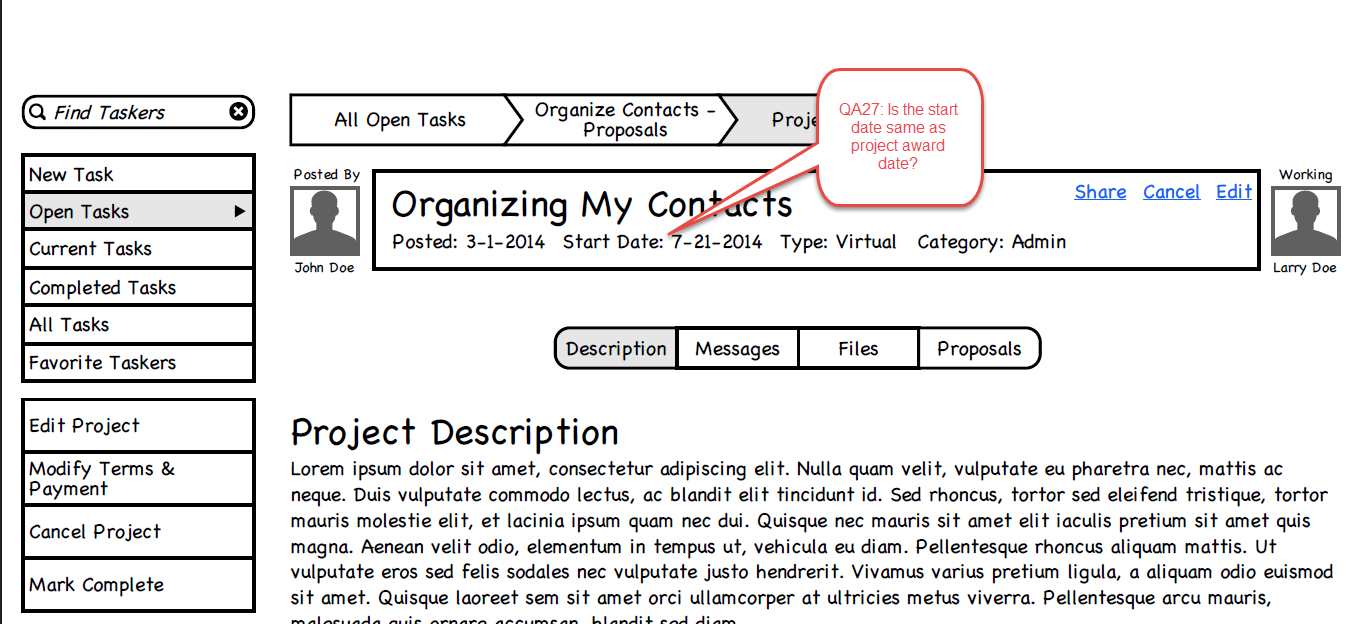 Find Taskers
New Task
Open Tasks
Current Tasks
Completed Tasks
All Tasks
Favorite Taskers
Edit Project
Modify Terms &
Payment
Cancel Project
Mark Complete
All Open Tasks
Organize Contacts -
Proposals
QA27: Is the start
date same as
project award
date?
Posted By
John Doe
Organizing My Contacts
Share Cancel Edit
Posted: 3-1-2014 Start Date: 7-21-2014 Type: Virtual Category: Admin
Working
Larry Doe
Description Messages Files Proposals
Project Description
Lorem ipsum dolor sit amet, consectetur adipiscing elit. Nulla quam velit, vulputate eu pharetra nec, mattis ac
neque. Duis vulputate commodo lectus, ac blandit elit tincidunt id. Sed rhoncus, tortor sed eleifend tristique, tortor
mauris molestie elit, et lacinia ipsum quam nec dui. Quisque nec mauris sit amet elit iaculis pretium sit amet quis
magna. Aenean velit odio, elementum in tempus ut, vehicula eu diam. Pellentesque rhoncus aliquam mattis. Ut
vulputate eros sed felis sodales nec vulputate justo hendrerit. Vivamus varius pretium ligula, a aliquam odio euismod
sit amet. Quisque laoreet sem sit amet orci ullamcorper at ultricies metus viverra. Pellentesque arcu mauris,